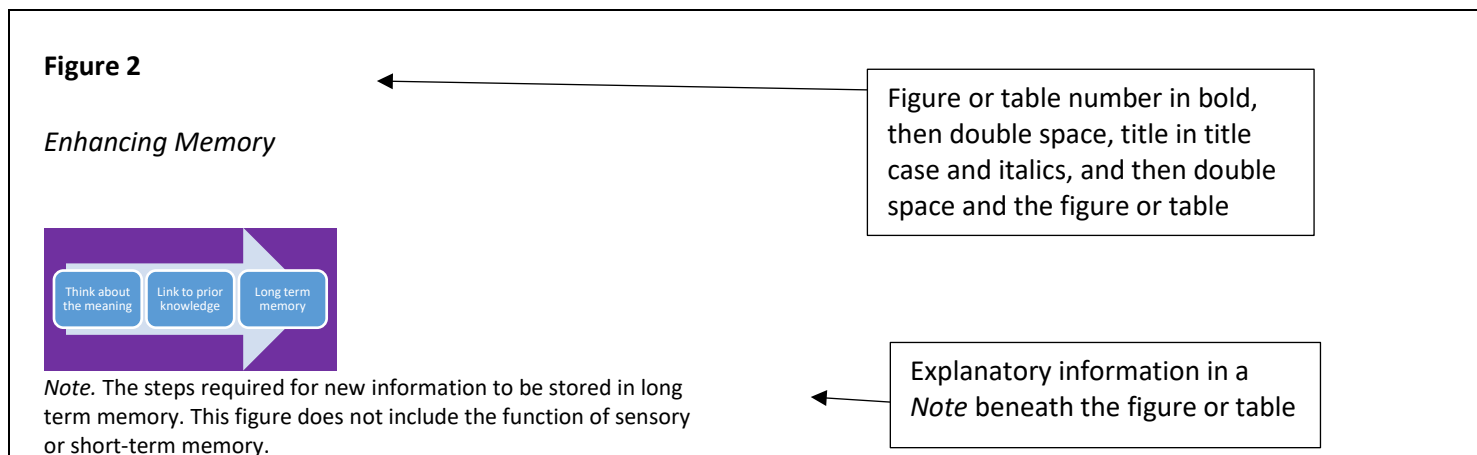 Figure 2
Figure or table number in bold,
then double space, title in title
case and italics, and then double
space and the figure or table
Enhancing Memory
Think about
the meaning
Link to prior
knowledge
Long term
memory
Note. The steps required for new information to be stored in long
term memory. This figure does not include the function of sensory
or short-term memory.
Explanatory information in a
Note beneath the figure or table